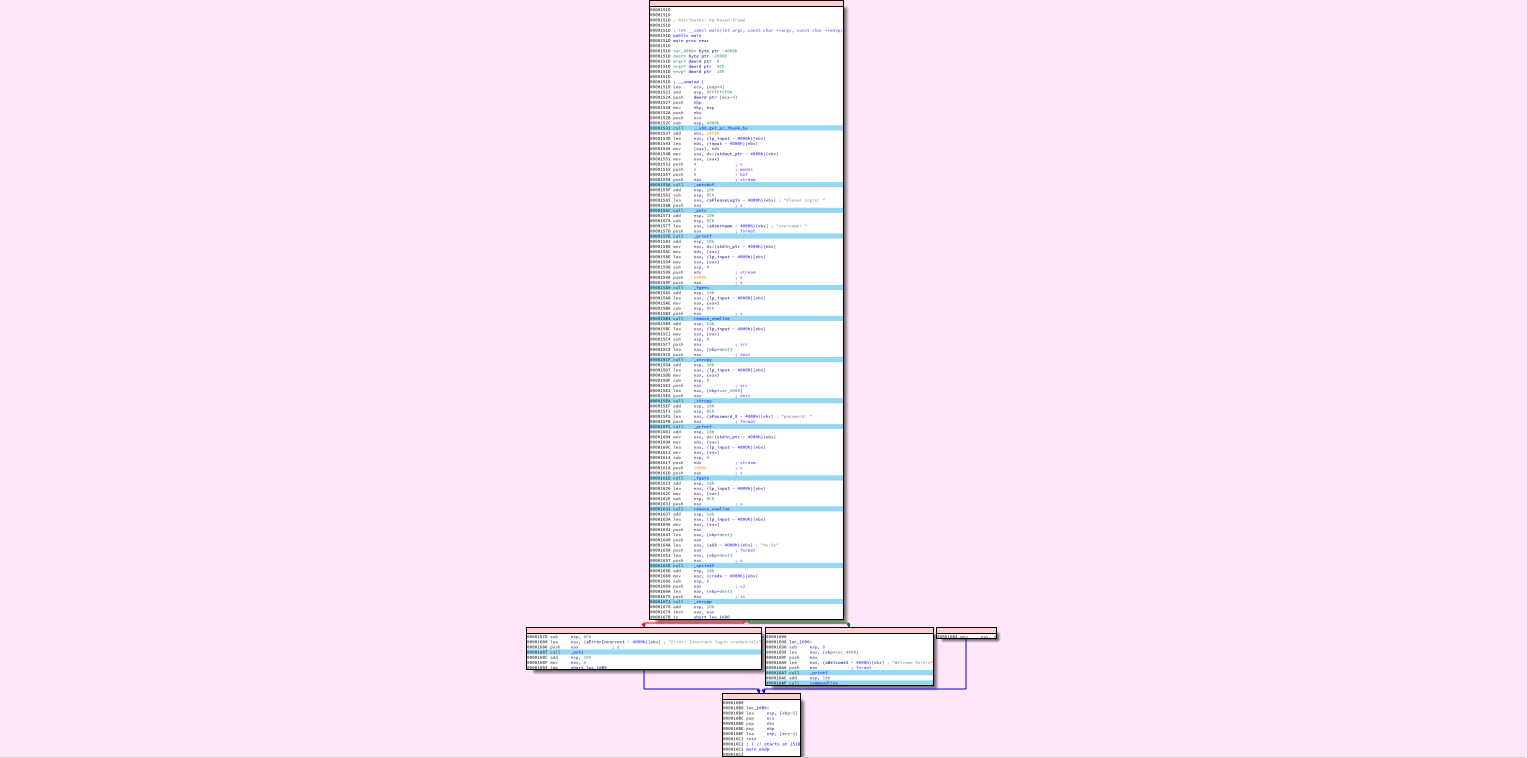 0000151D
0000151D
0000151D ; Attributes: bp-based frame
0000151D
0000151D ; int __cdecl main(int argc, const char **argv, const char **envp)
0000151D public main
0000151D main proc near
0000151D
0000151D var_4008= byte ptr -4008h
0000151D dest= byte ptr -2008h
0000151D argc= dword ptr  8
0000151D argv= dword ptr  0Ch
0000151D envp= dword ptr  10h
0000151D
0000151D ; __unwind {
0000151D lea ecx, [esp+4]
00001521 and esp, 0FFFFFFF0h
00001524 push dword ptr [ecx-4]
00001527 push ebp
00001528 mov ebp, esp
0000152A push ebx
0000152B push ecx
0000152C sub esp, 4000h
00001532 call __x86_get_pc_thunk_bx
00001537 add ebx,
0000153D lea eax, (lp_input - 4000h)[ebx]
00001543 lea edx, (input - 4000h)[ebx]
00001549 mov [eax], edx
0000154B mov eax, ds:(stdout_ptr - 4000h)[ebx]
00001551 mov eax, [eax]
00001553 push 0 ; n
00001555 push 2 ; modes
00001557 push 0 ; buf
00001559 push eax ; stream
0000155A call _setvbuf
0000155F add esp, 10h
00001562 sub esp, 0Ch
00001565 lea eax, (aPleaseLogin - 4000h)[ebx] ; "Please login: "
0000156B push eax ; s
0000156C call _puts
00001571 add esp, 10h
00001574 sub esp, 0Ch
00001577 lea eax, (aUsername - 4000h)[ebx] ; "username: "
0000157D push eax ; format
0000157E call _printf
00001583 add esp, 10h
00001586 mov eax, ds:(stdin_ptr - 4000h)[ebx]
0000158C mov edx, [eax]
0000158E lea eax, (lp_input - 4000h)[ebx]
00001594 mov eax, [eax]
00001596 sub esp, 4
00001599 push edx ; stream
0000159A push 2000h ; n
0000159F push eax ; s
000015A0 call _fgets
000015A5 add esp, 10h
000015A8 lea eax, (lp_input - 4000h)[ebx]
000015AE mov eax, [eax]
000015B0 sub esp, 0Ch
000015B3 push eax ; s
000015B4 call remove_newline
000015B9 add esp, 10h
000015BC lea eax, (lp_input - 4000h)[ebx]
000015C2 mov eax, [eax]
000015C4 sub esp, 8
000015C7 push eax ; src
000015C8 lea eax, [ebp+dest]
000015CE push eax ; dest
000015CF call _strcpy
000015D4 add esp, 10h
000015D7 lea eax, (lp_input - 4000h)[ebx]
000015DD mov eax, [eax]
000015DF sub esp, 8
000015E2 push eax ; src
000015E3 lea eax, [ebp+var_4008]
000015E9 push eax ; dest
000015EA call _strcpy
000015EF add esp, 10h
000015F2 sub esp, 0Ch
000015F5 lea eax, (aPassword_0 - 4000h)[ebx] ; "password: "
000015FB push eax ; format
000015FC call _printf
00001601 add esp, 10h
00001604 mov eax, ds:(stdin_ptr - 4000h)[ebx]
0000160A mov edx, [eax]
0000160C lea eax, (lp_input - 4000h)[ebx]
00001612 mov eax, [eax]
00001614 sub esp, 4
00001617 push edx ; stream
00001618 push 2000h ; n
0000161D push eax ; s
0000161E call _fgets
00001623 add esp, 10h
00001626 lea eax, (lp_input - 4000h)[ebx]
0000162C mov eax, [eax]
0000162E sub esp, 0Ch
00001631 push eax ; s
00001632 call remove_newline
00001637 add esp, 10h
0000163A lea eax, (lp_input - 4000h)[ebx]
00001640 mov eax, [eax]
00001642 push eax
00001643 lea eax, [ebp+dest]
00001649 push eax
0000164A lea eax, (aSS - 4000h)[ebx] ; "%s:%s"
00001650 push eax ; format
00001651 lea eax, [ebp+dest]
00001657 push eax ; s
00001658 call _sprintf
0000165D add esp, 10h
00001660 mov eax, (creds - 4000h)[ebx]
00001666 sub esp, 8
00001669 push eax ; s2
0000166A lea eax, [ebp+dest]
00001670 push eax ; s1
00001671 call _strcmp
00001676 add esp, 10h
00001679 test eax, eax
0000167B jz short loc_1696
0000167D sub esp, 0Ch
00001680 lea eax, (aErrorIncorrect - 4000h)[ebx] ; "Error: Incorrect login credentials"
00001686 push eax ; s
00001687 call _puts
0000168C add esp, 10h
0000168F mov eax, 0
00001694 jmp short loc_16B9
00001696
00001696 loc_1696:
00001696 sub esp, 8
00001699 lea eax, [ebp+var_4008]
0000169F push eax
000016A0 lea eax, (aWelcomeS - 4000h)[ebx] ; "Welcome %s\n\n"
000016A6 push eax ; format
000016A7 call _printf
000016AC add esp, 10h
000016AF call commandline
000016B4 mov eax,
000016B9
000016B9 loc_16B9:
000016B9 lea esp, [ebp-8]
000016BC pop ecx
000016BD pop ebx
000016BE pop ebp
000016BF lea esp, [ecx-4]
000016C2 retn
000016C2 ; } // starts at 151D
000016C2 main endp
000016C2